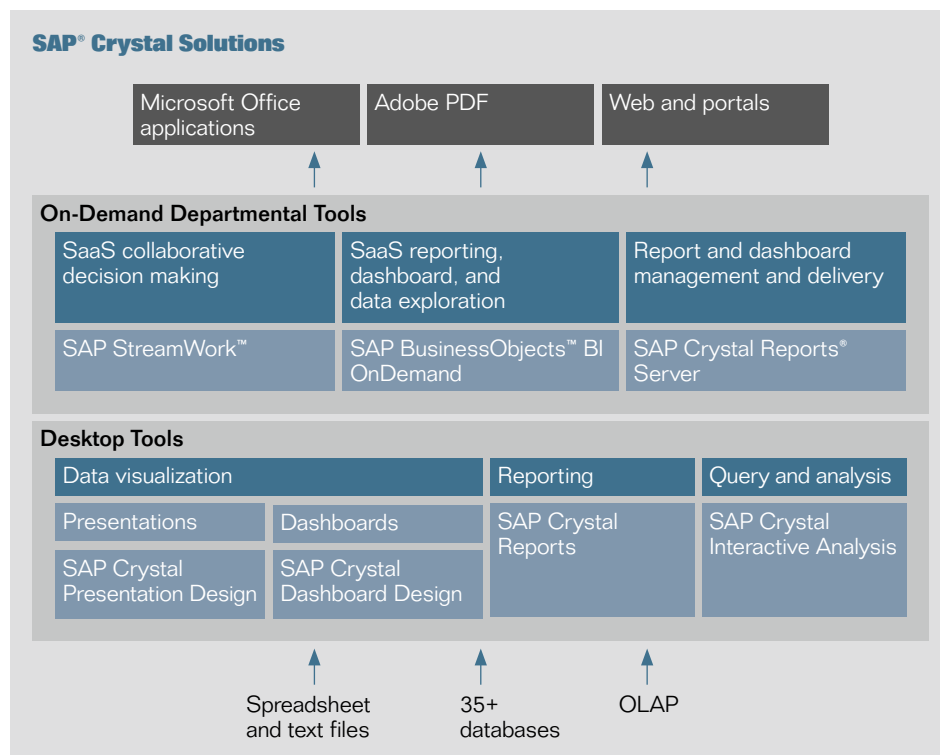 SAP® Crystal Solutions
Microsoft Office
applications
Adobe PDF
Web and portals
On-Demand Departmental Tools
SaaS collaborative
decision making
SaaS reporting,
dashboard, and
data exploration
Report and dashboard
management and delivery
SAP StreamWork™
SAP BusinessObjects™ BI
OnDemand
SAP Crystal Reports®
Server
Desktop Tools
Data visualization
Reporting
Query and analysis
Presentations
Dashboards
SAP Crystal
Presentation Design
SAP Crystal
Dashboard Design
SAP Crystal
Reports
SAP Crystal
Interactive Analysis
Spreadsheet
and text files
35+
databases
OLAP